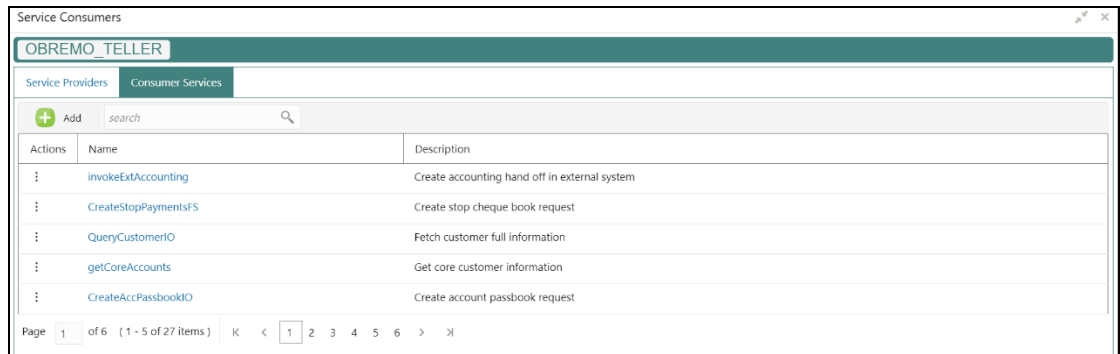 Service Consumers
OBREMO_TELLER
Service Providers Consumer Services
Add search
Actions Name Description
invokeExtAccounting Create accounting hand off in external system
CreateStopPaymentsFS Create stop cheque book request
QueryCustomerIO Fetch customer full information
getCoreAccounts Get core customer information
CreateAccPassbookIO Create account passbook request
Page 1 of 6 (1 - 5 of 27 items) 1 2 3 4 5 6